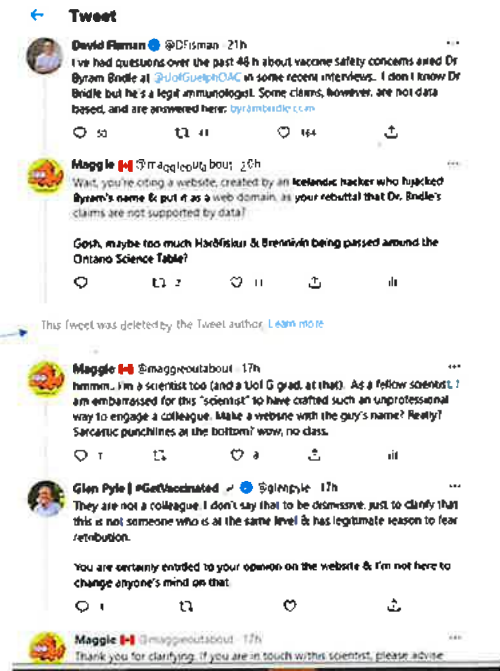 ← Tweet
David Fisman @DFisman · 21h
I've had questions over the past 48 h about vaccine safety concerns aired Dr
Byram Bridle at @UofGuelphOAC in some recent interviews. I don't know Dr
Bridle but he's a legit immunologist. Some claims, however, are not data
based, and are answered here: byrambridle.com
50 41 164
Maggie @maggieoutabout · 20h
Wait, you're citing a website, created by an Icelandic hacker who hijacked
Byram's name & put it as a web domain, as your rebuttal that Dr. Bridle's
claims are not supported by data?
Gosh, maybe too much Harðfiskur & Brennivin being passed around the
Ontario Science Table?
2 11
This Tweet was deleted by the Tweet author. Learn more
Maggie @maggieoutabout · 17h
hmmm.. I'm a scientist too (and a UoI G grad, at that). As a fellow scientist, I
am embarrassed for this "scientist" to have crafted such an unprofessional
way to engage a colleague. Make a website with the guy's name? Really?
Sarcastic punchlines at the bottom? wow, no class.
1 8
Glen Pyle | #GetVaccinated @glenpyle · 17h
They are not a colleague. I don't say that to be dismissive, just to clarify that
this is not someone who is at the same level & has legitimate reason to fear
retribution.
You are certainly entitled to your opinion on the website & I'm not here to
change anyone's mind on that
1
Maggie @maggieoutabout · 17h
Thank you for clarifying. If you are in touch w/this scientist, please advise